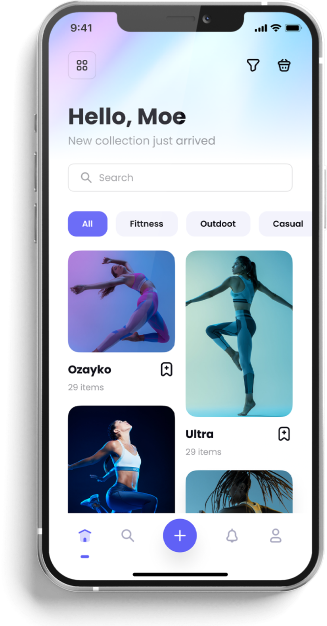 9:41
Hello, Moe
New collection just arrived
Search
All Fittness Outdoot Casual
Ozayko
29 items
Ultra
29 items